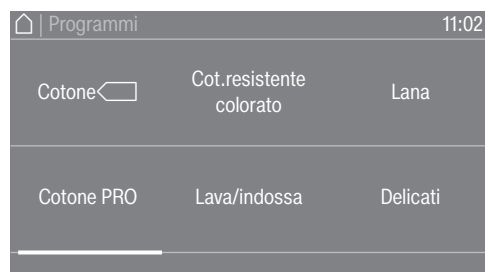 | Programmi
11:02
Cotone
Cot.resistente
colorato
Lana
Cotone PRO
Lava/indossa
Delicati